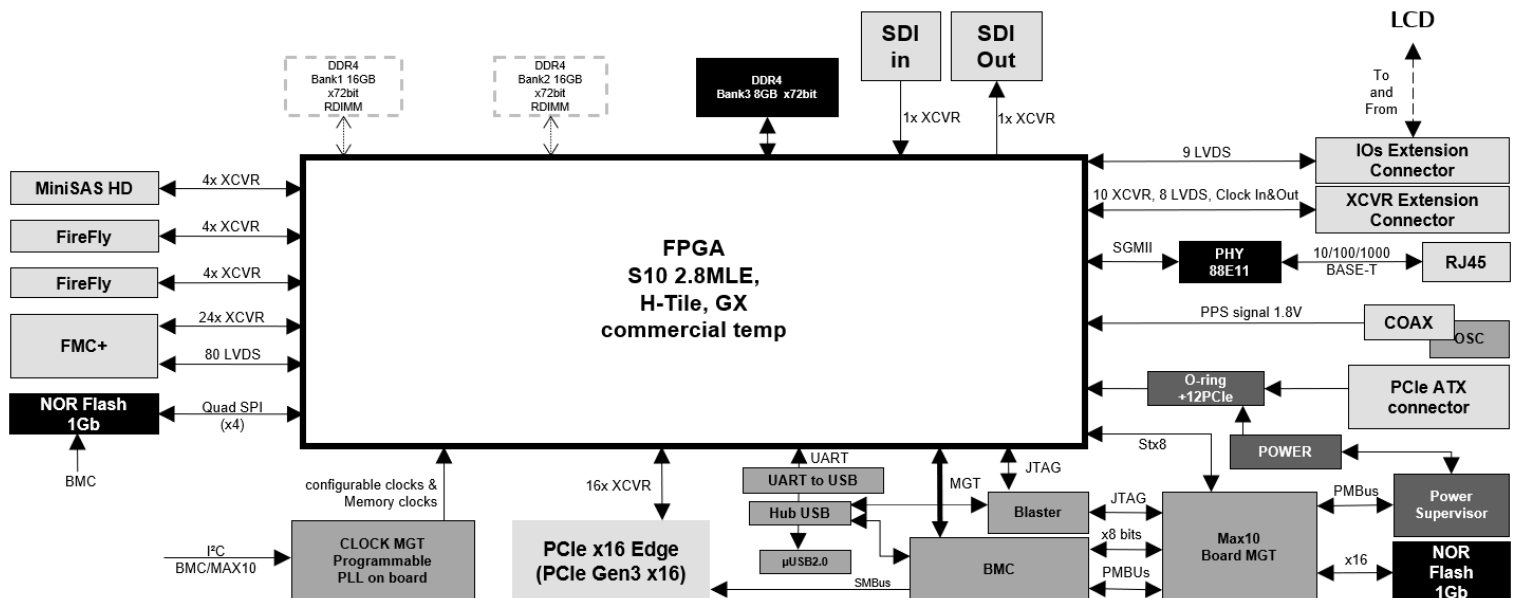 LCD
SDI
in
SDI
Out
DDR4
Bank1 16GB
x72bit
RDIMM
DDR4
Bank2 16GB
x72bit
RDIMM
DDR4
Bank3 8GB x72bit
To
and
From
1x XCVR
1x XCVR
9 LVDS
IOs Extension
Connector
MiniSAS HD
4x XCVR
10 XCVR, 8 LVDS, Clock In&Out
XCVR Extension
Connector
FireFly
4x XCVR
FPGA
S10 2.8MLE,
H-Tile, GX
commercial temp
SGMII
PHY
88E11
10/100/1000
BASE-T
RJ45
FireFly
4x XCVR
FMC+
24x XCVR
80 LVDS
PPS signal 1.8V
COAX
OSC
O-ring
+12PCIe
PCIe ATX
connector
NOR Flash
1Gb
Quad SPI
(x4)
BMC
Stx8
POWER
configurable clocks &
Memory clocks
16x XCVR
UART
UART to USB
MGT
JTAG
Hub USB
µUSB2.0
Blaster
JTAG
x8 bits
PMBUs
Max10
Board MGT
PMBus
Power
Supervisor
I²C
BMC/MAX10
CLOCK MGT
Programmable
PLL on board
PCIe x16 Edge
(PCIe Gen3 x16)
SMBus
BMC
x16
NOR
Flash
1Gb